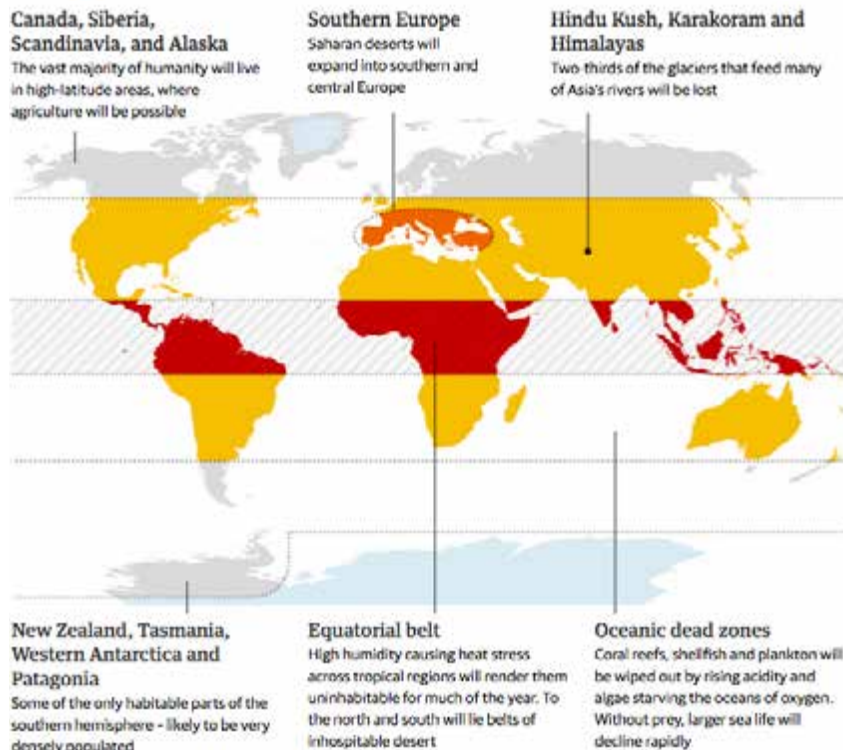 Canada, Siberia,
Scandinavia, and Alaska
The vast majority of humanity will live
in high-latitude areas, where
agriculture will be possible
Southern Europe
Saharan deserts will
expand into southern and
central Europe
Hindu Kush, Karakoram and
Himalayas
Two-thirds of the glaciers that feed many
of Asia's rivers will be lost
New Zealand, Tasmania,
Western Antarctica and
Patagonia
Some of the only habitable parts of the
southern hemisphere - likely to be very
densely populated
Equatorial belt
High humidity causing heat stress
across tropical regions will render them
uninhabitable for much of the year. To
the north and south will lie belts of
inhospitable desert
Oceanic dead zones
Coral reefs, shellfish and plankton will
be wiped out by rising acidity and
algae starving the oceans of oxygen.
Without prey, larger sea life will
decline rapidly